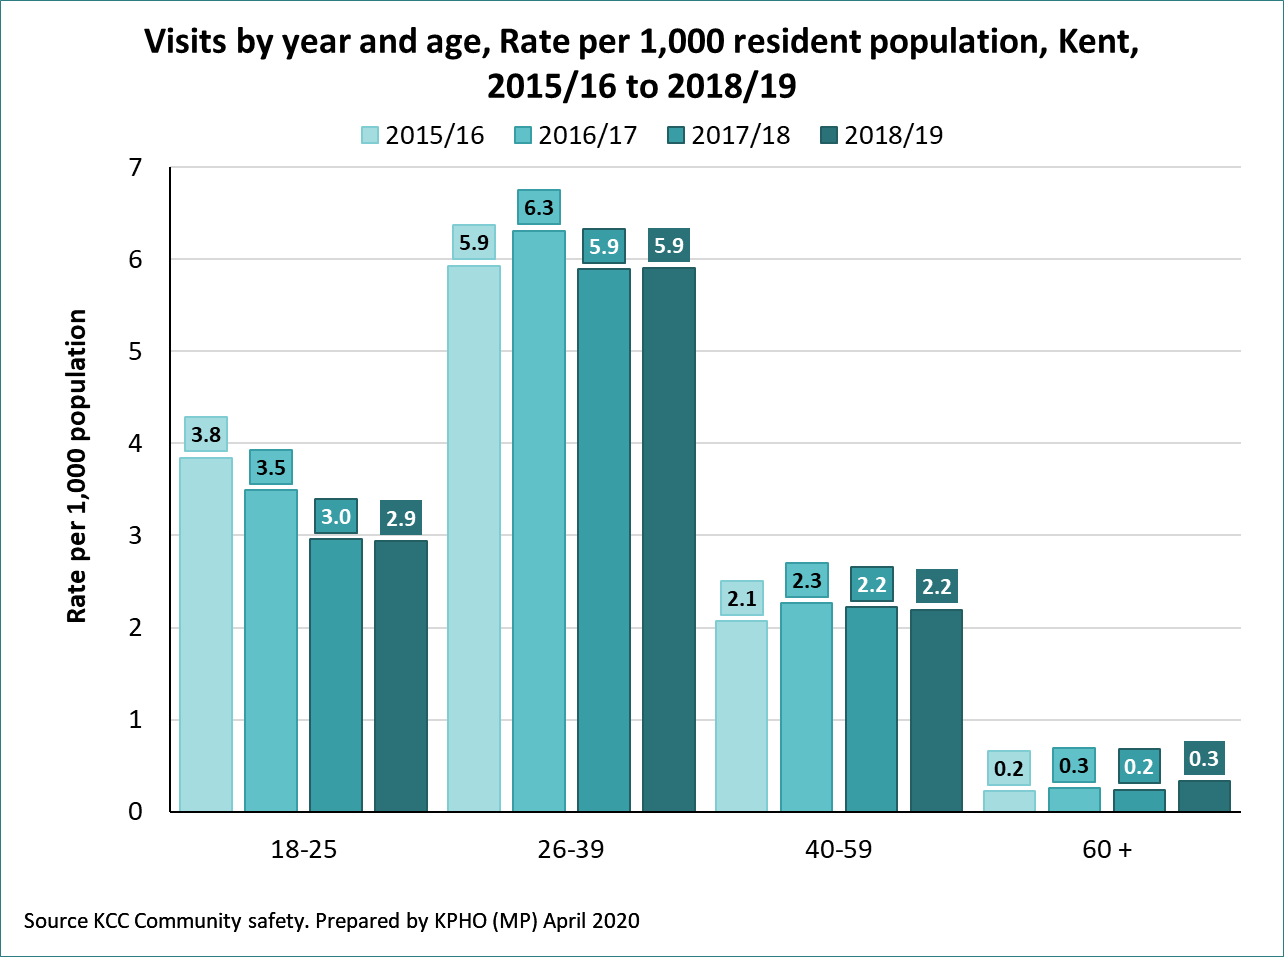 Visits by year and age, Rate per 1,000 resident population, Kent,
2015/16 to 2018/19
2015/16 2016/17 2017/18 2018/19
Rate per 1,000 population
7
6
5
4
3
2
1
0
3.8 3.5 3.0 2.9
5.9 6.3 5.9 5.9
2.1 2.3 2.2 2.2
0.2 0.3 0.2 0.3
18-25 26-39 40-59 60 +
Source KCC Community safety. Prepared by KPHO (MP) April 2020